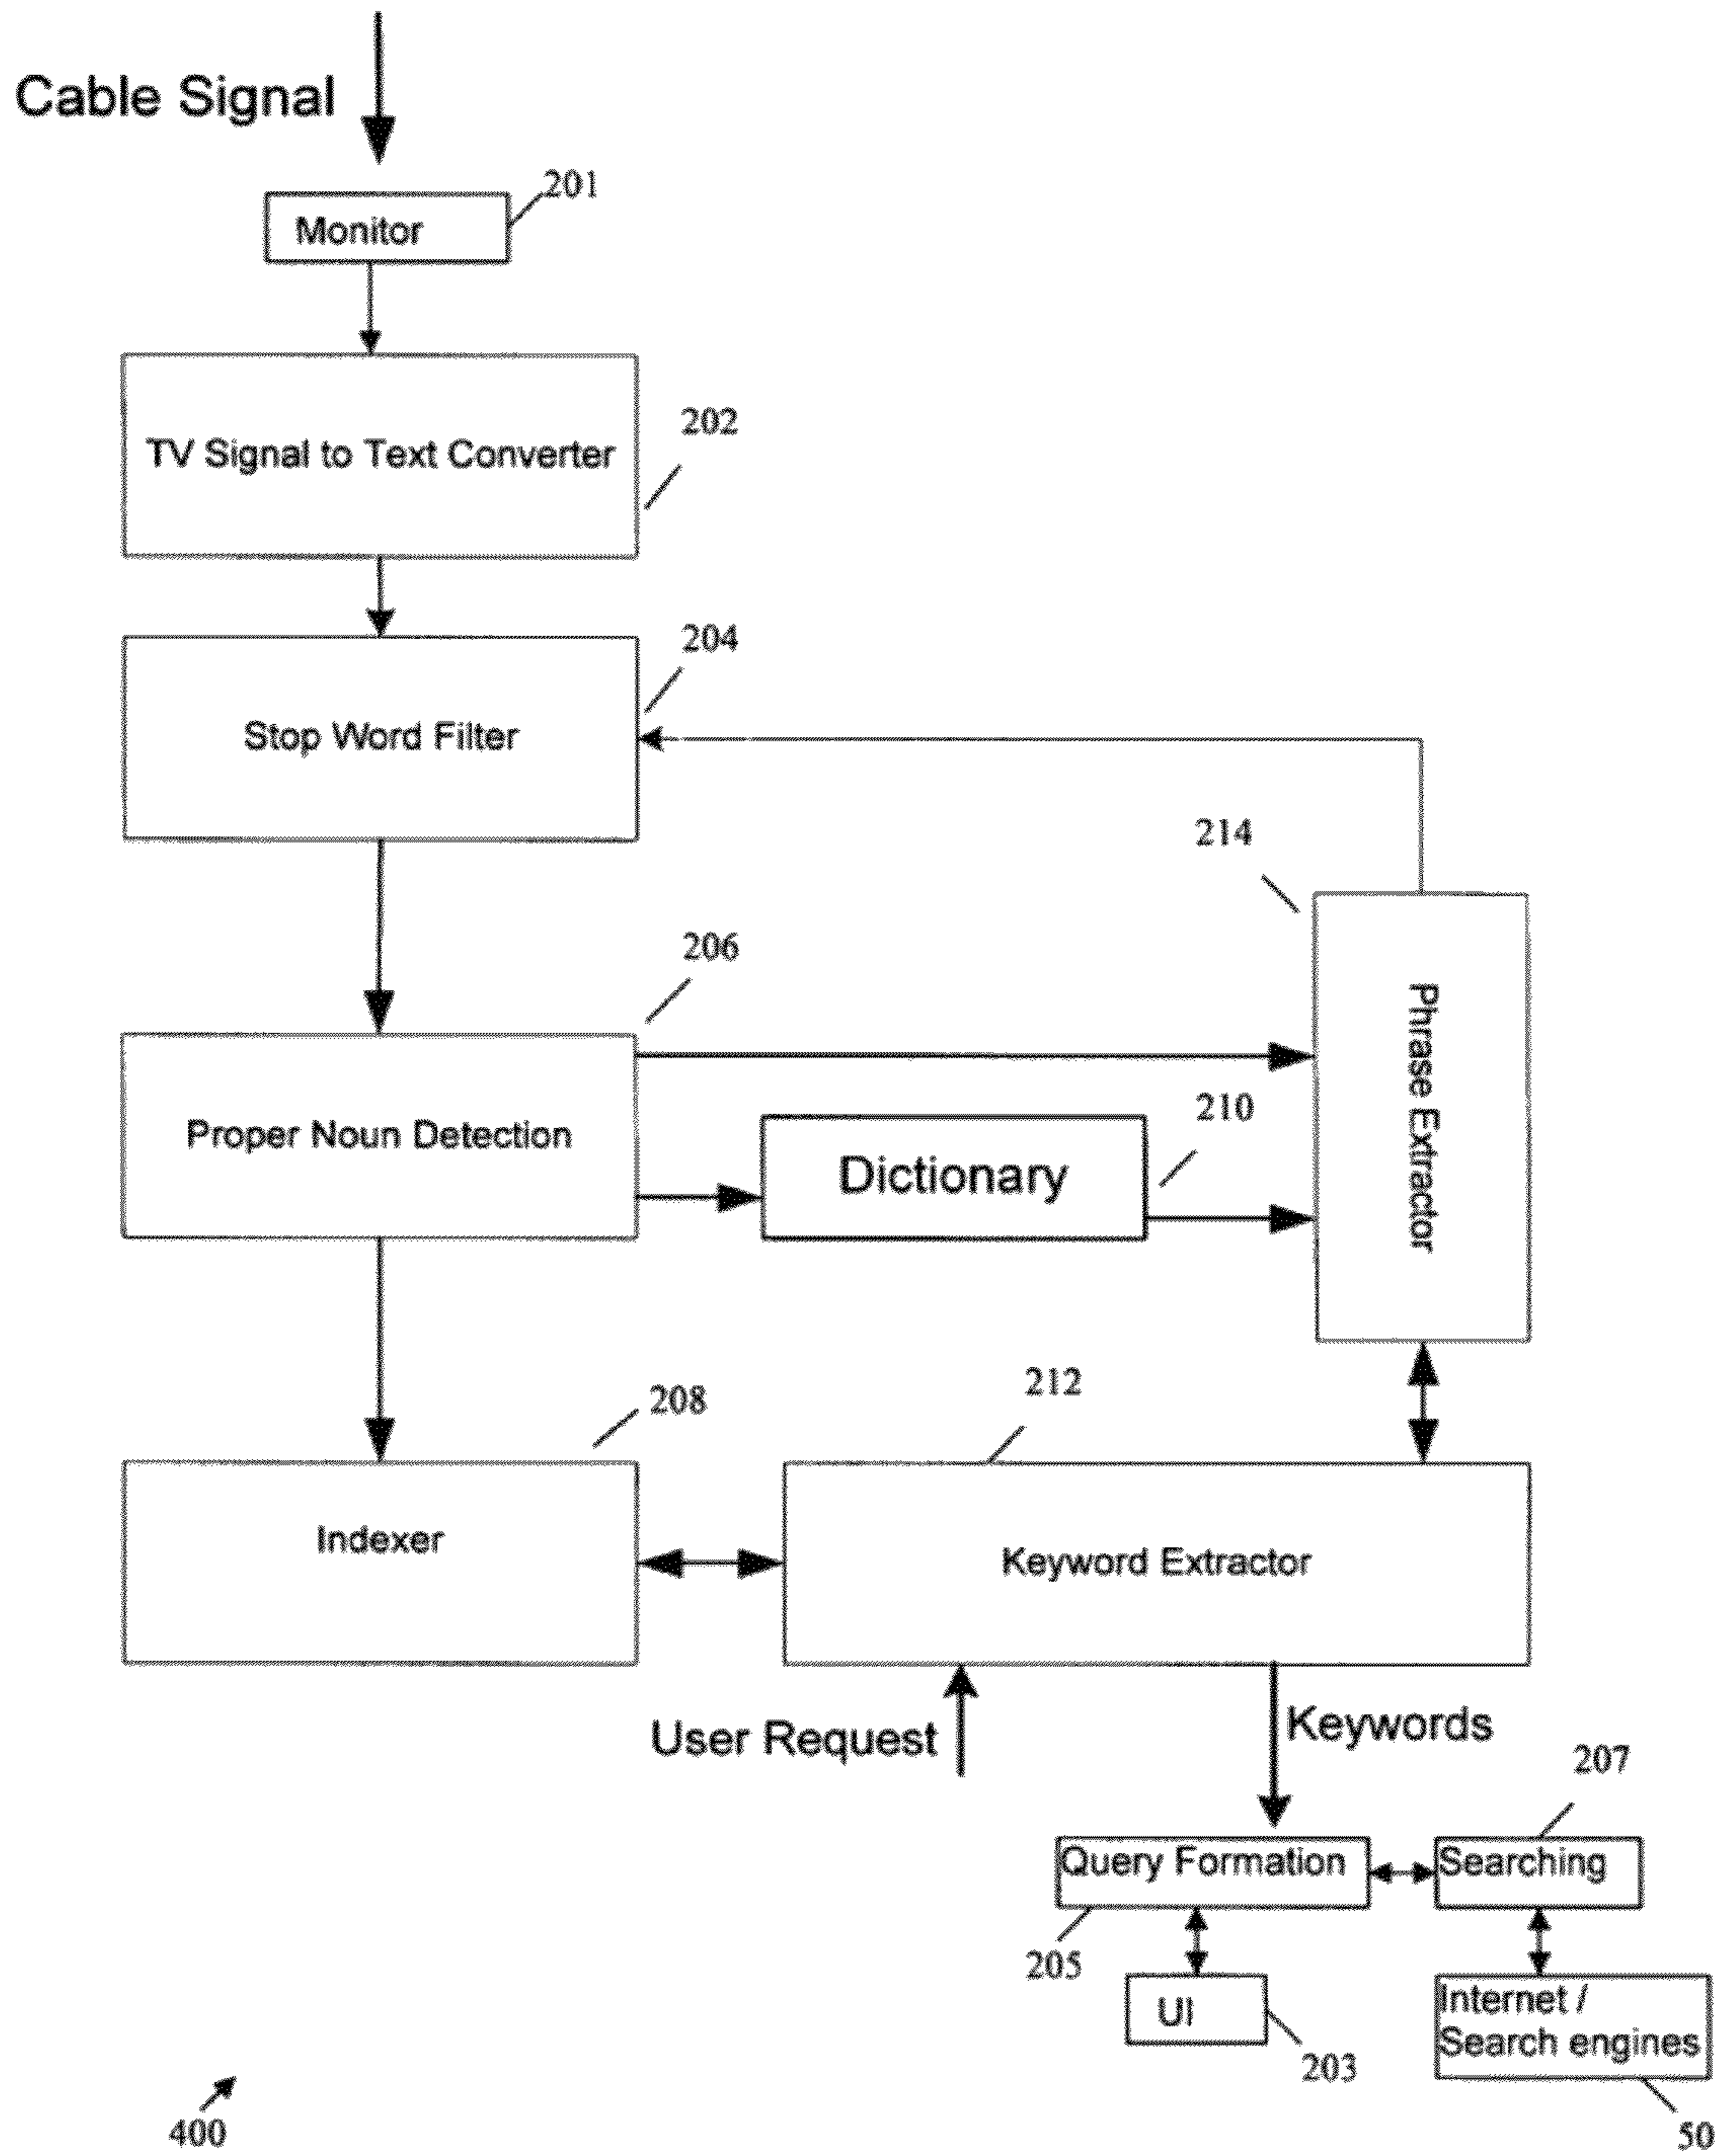 Cable Signal
201
Monitor
202
TV Signal to Text Converter
204
Stop Word Filter
214
206
Phrase Extractor
210
Proper Noun Detection
Dictionary
212
208
Indexer
Keyword Extractor
User Request
Keywords
207
Query Formation
Searching
205
UI
Internet /
Search engines
203
400
50